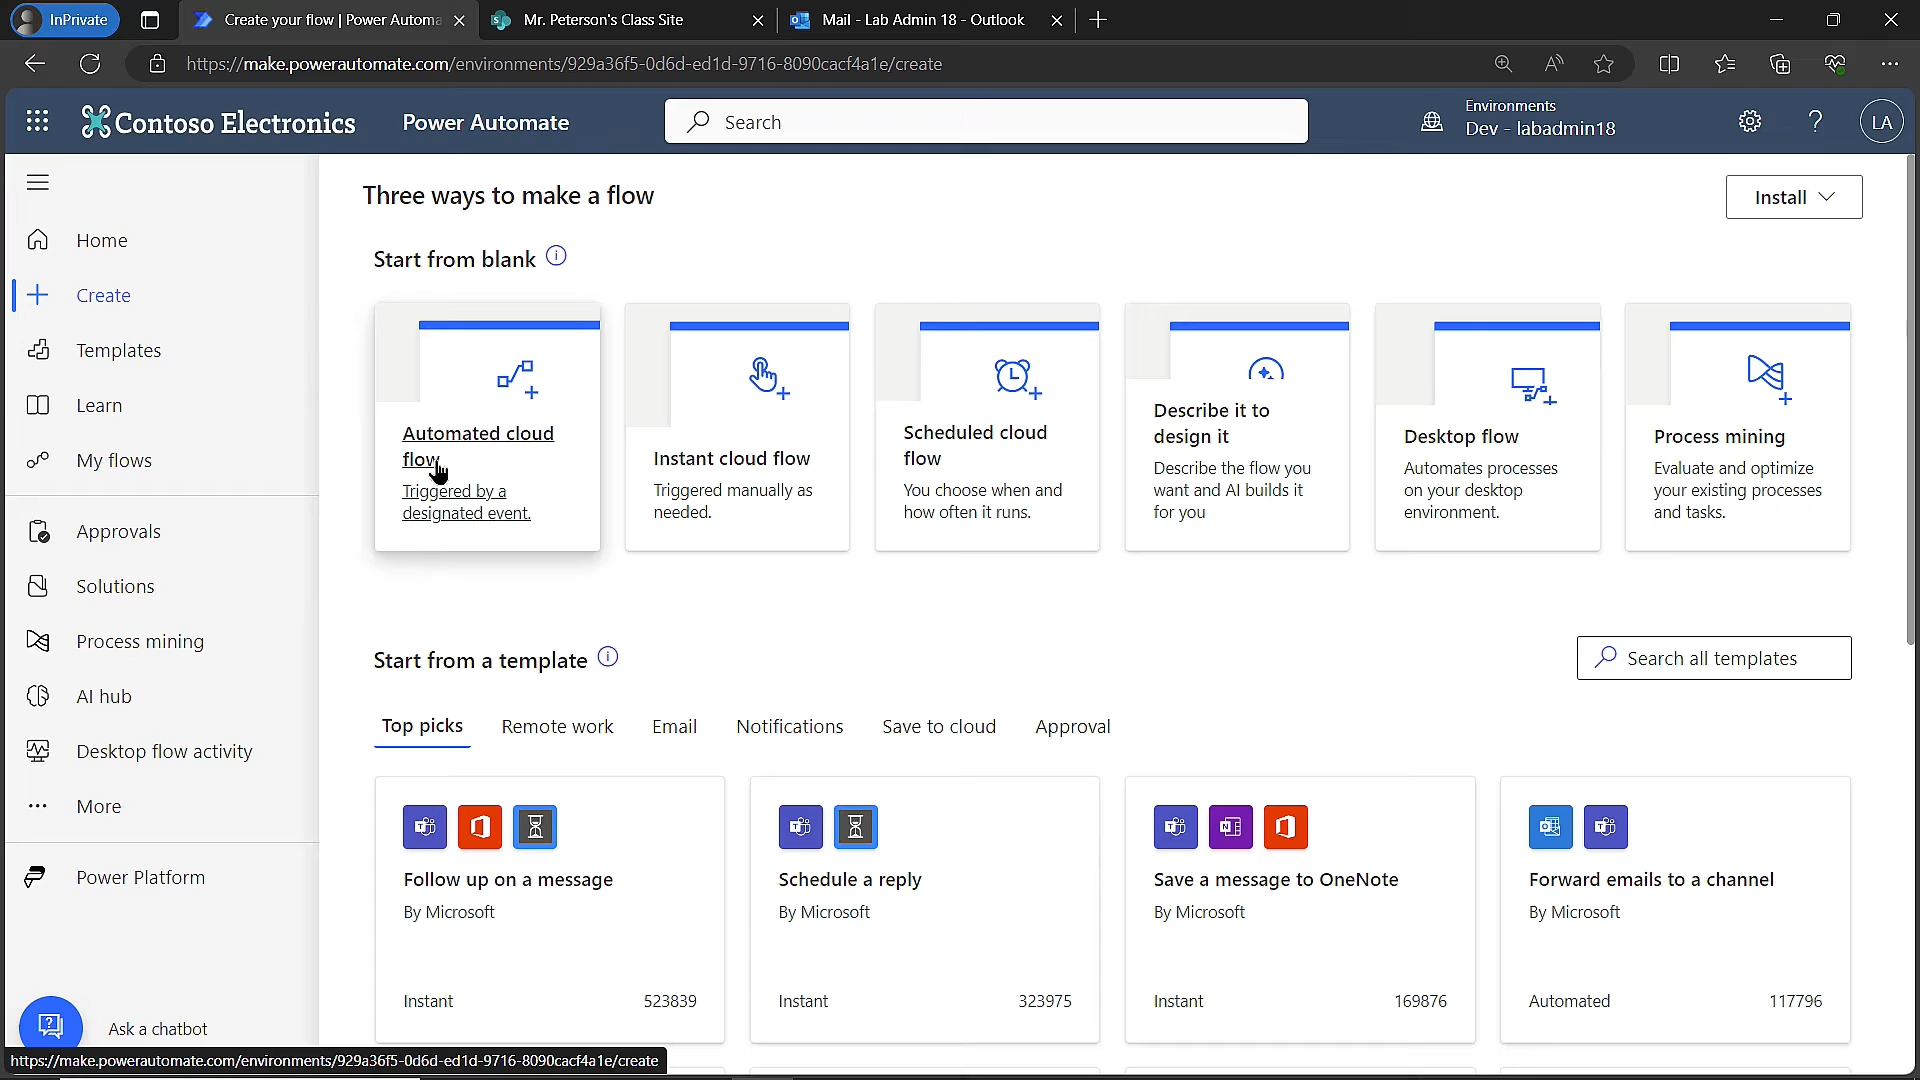 InPrivate
Create your flow | Power Automa
Mr. Peterson's Class Site
Mail - Lab Admin 18 - Outlook
https://make.powerautomate.com/environments/929a36f5-0d6d-ed1d-9716-8090cacf4a1e/create
Contoso Electronics
Power Automate
Search
Environments
Dev - labadmin18
LA
Three ways to make a flow
Install
Home
Create
Templates
Learn
My flows
Approvals
Solutions
Process mining
AI hub
Desktop flow activity
More
Power Platform
Ask a chatbot
Start from blank
Automated cloud
flow
Triggered by a
designated event.
Instant cloud flow
Triggered manually as
needed.
Scheduled cloud
flow
You choose when and
how often it runs.
Describe it to
design it
Describe the flow you
want and AI builds it
for you
Desktop flow
Automates processes
on your desktop
environment.
Process mining
Evaluate and optimize
your existing processes
and tasks.
Start from a template
Search all templates
Top picks
Remote work
Email
Notifications
Save to cloud
Approval
Follow up on a message
By Microsoft
Instant
523839
Schedule a reply
By Microsoft
Instant
323975
Save a message to OneNote
By Microsoft
Instant
169876
Forward emails to a channel
By Microsoft
Automated
117796
https://make.powerautomate.com/environments/929a36f5-0d6d-ed1d-9716-8090cacf4a1e/create